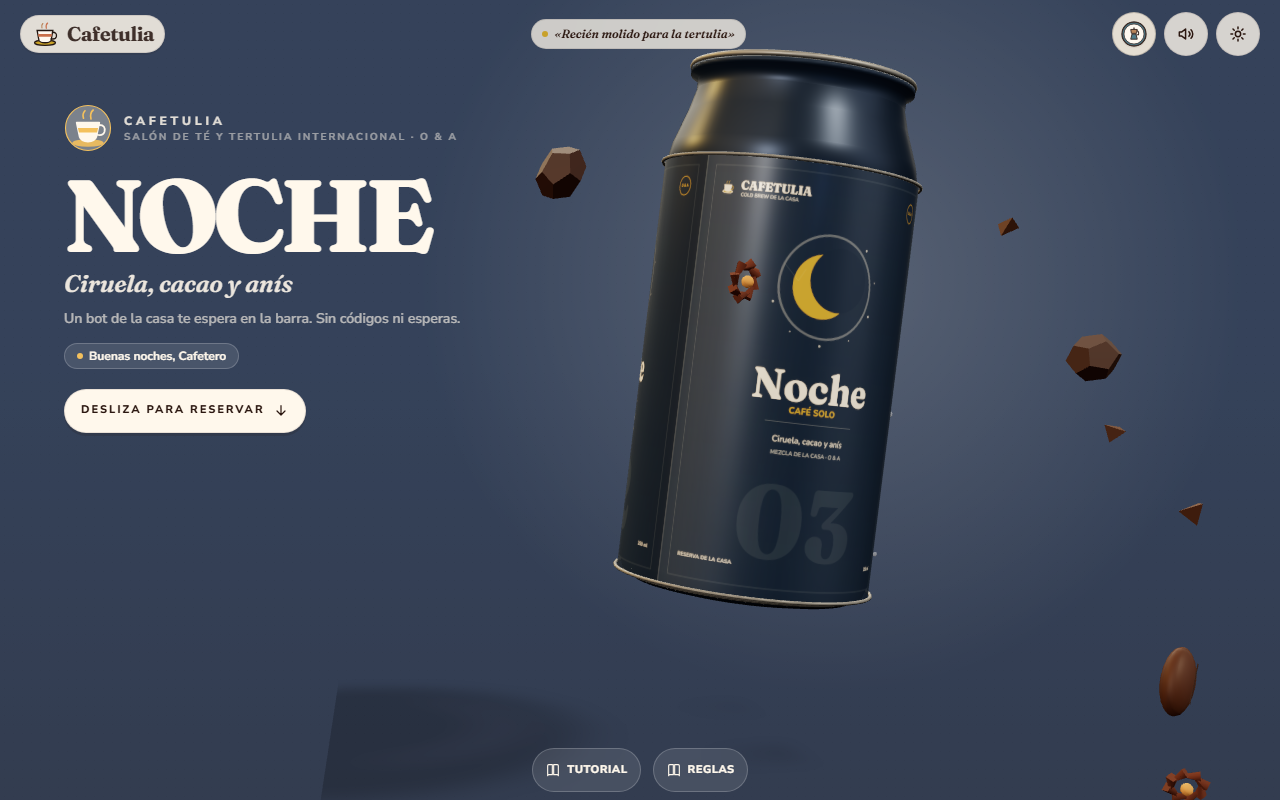 Cafetulia
«Recién molido para la tertulia»
CAFETULIA
SALÓN DE TÉ Y TERTULIA INTERNACIONAL · O & A
NOCHE
Ciruela, cacao y anís
Un bot de la casa te espera en la barra. Sin códigos ni esperas.
Buenas noches, Cafetero
DESLIZA PARA RESERVAR
CAFETULIA
COLD BREW DE LA CASA
Noche
CAFÉ SOLO
Ciruela, cacao y anís
MEZCLA DE LA CASA · O & A
03
RESERVA DE LA CASA
TUTORIAL
REGLAS